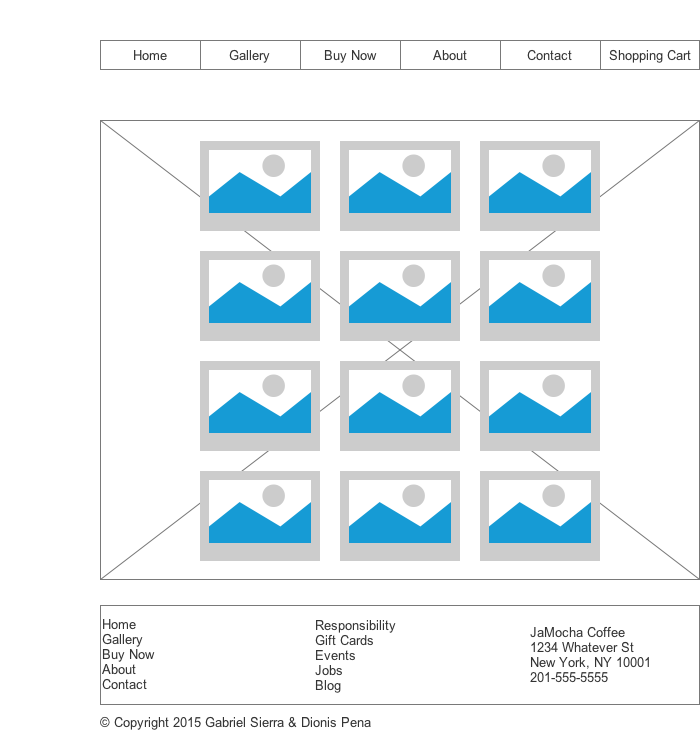 Home Gallery Buy Now About Contact Shopping Cart
Home
Gallery
Buy Now
About
Contact
Responsibility
Gift Cards
Events
Jobs
Blog
JaMocha Coffee
1234 Whatever St
New York, NY 10001
201-555-5555
© Copyright 2015 Gabriel Sierra & Dionis Pena